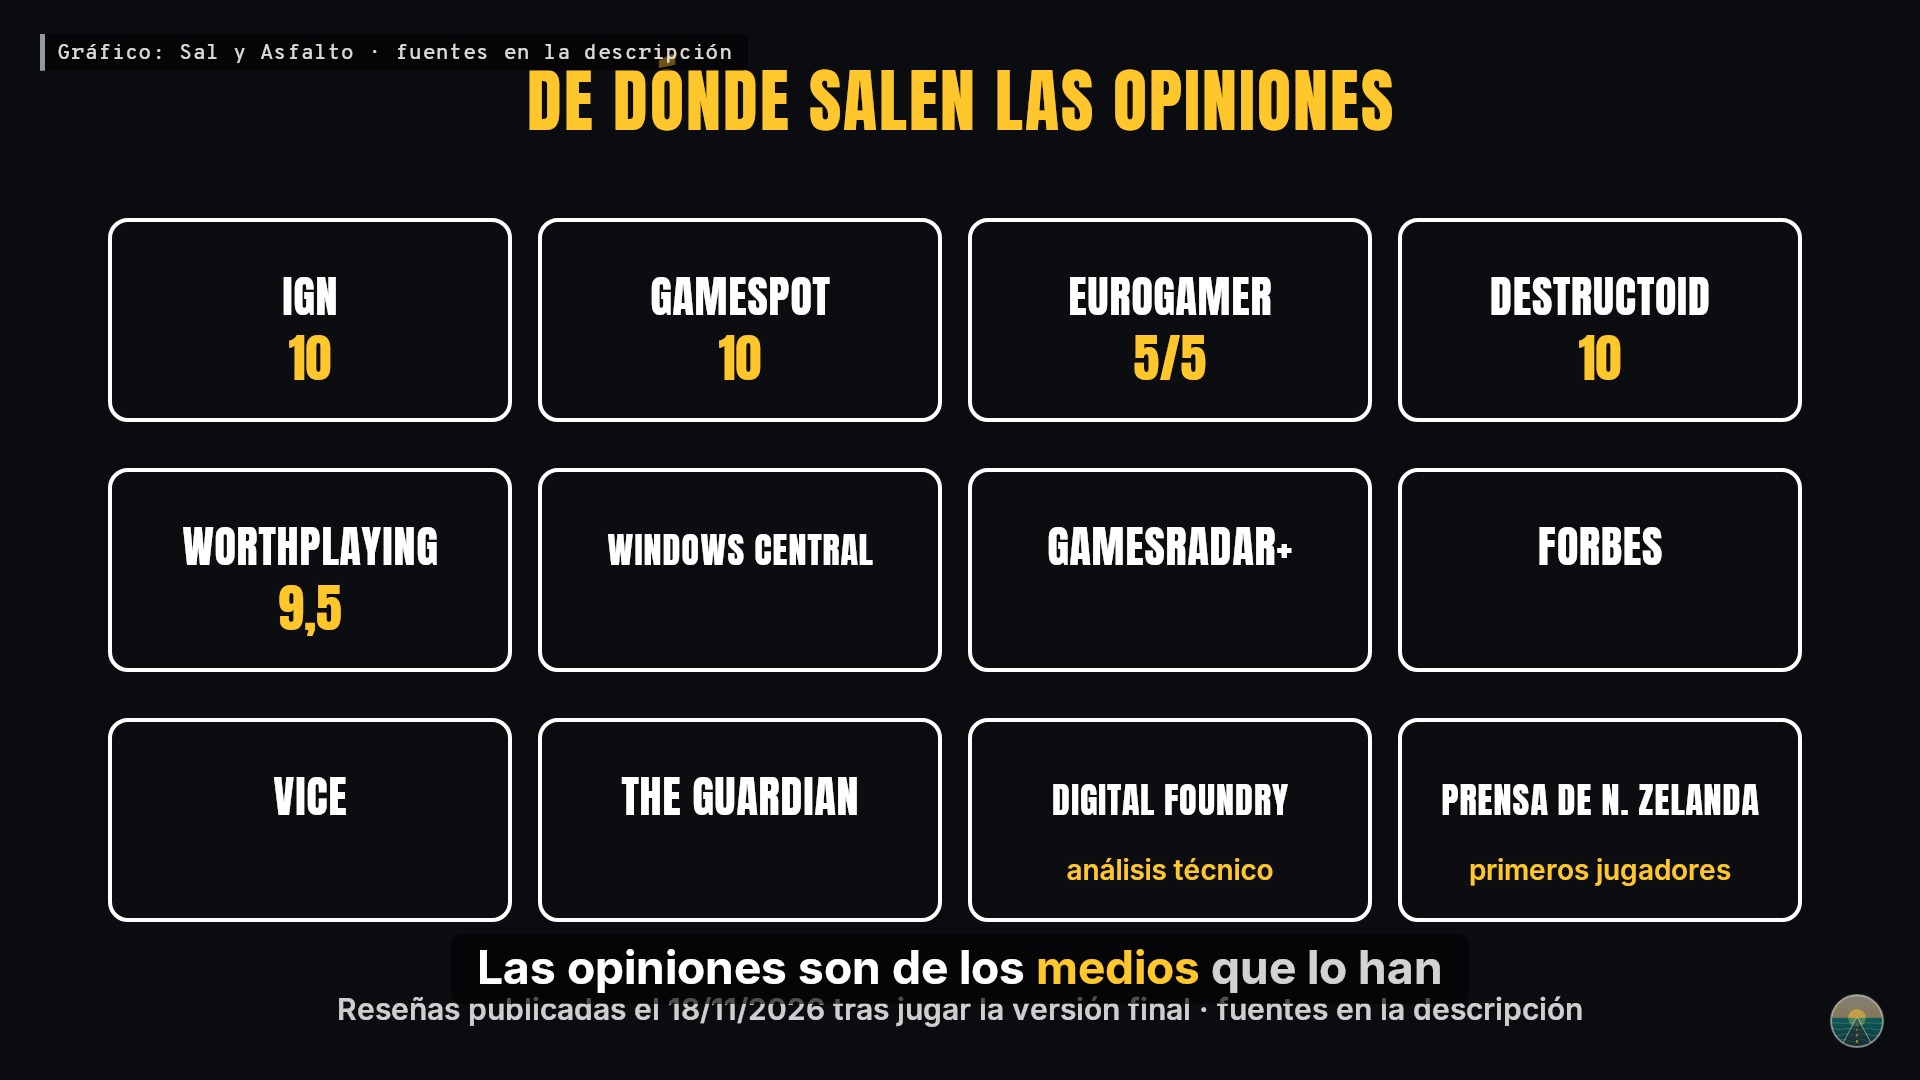 Gráfico: Sal y Asfalto · fuentes en la descripción
DE DÓNDE SALEN LAS OPINIONES
IGN
10
GAMESPOT
10
EUROGAMER
5/5
DESTRUCTOID
10
WORTHPLAYING
9,5
WINDOWS CENTRAL
GAMESRADAR+
FORBES
VICE
THE GUARDIAN
DIGITAL FOUNDRY
análisis técnico
PRENSA DE N. ZELANDA
primeros jugadores
Las opiniones son de los medios que lo han
Reseñas publicadas el 18/11/2026 tras jugar la versión final · fuentes en la descripción